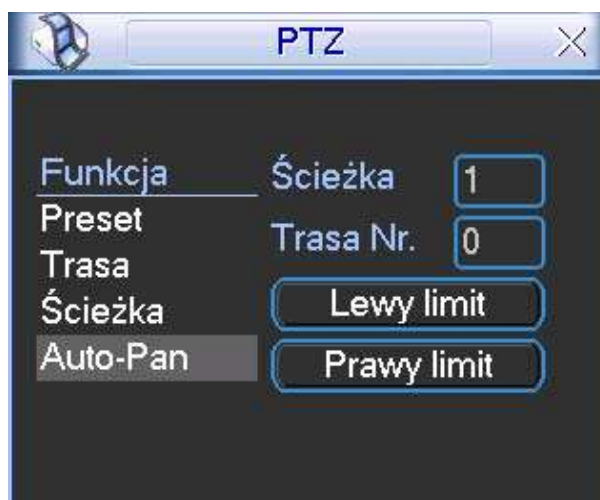 PTZ
Funkcja
Preset
Trasa
Ścieżka
Auto-Pan
Ścieżka 1
Trasa Nr. 0
Lewy limit
Prawy limit